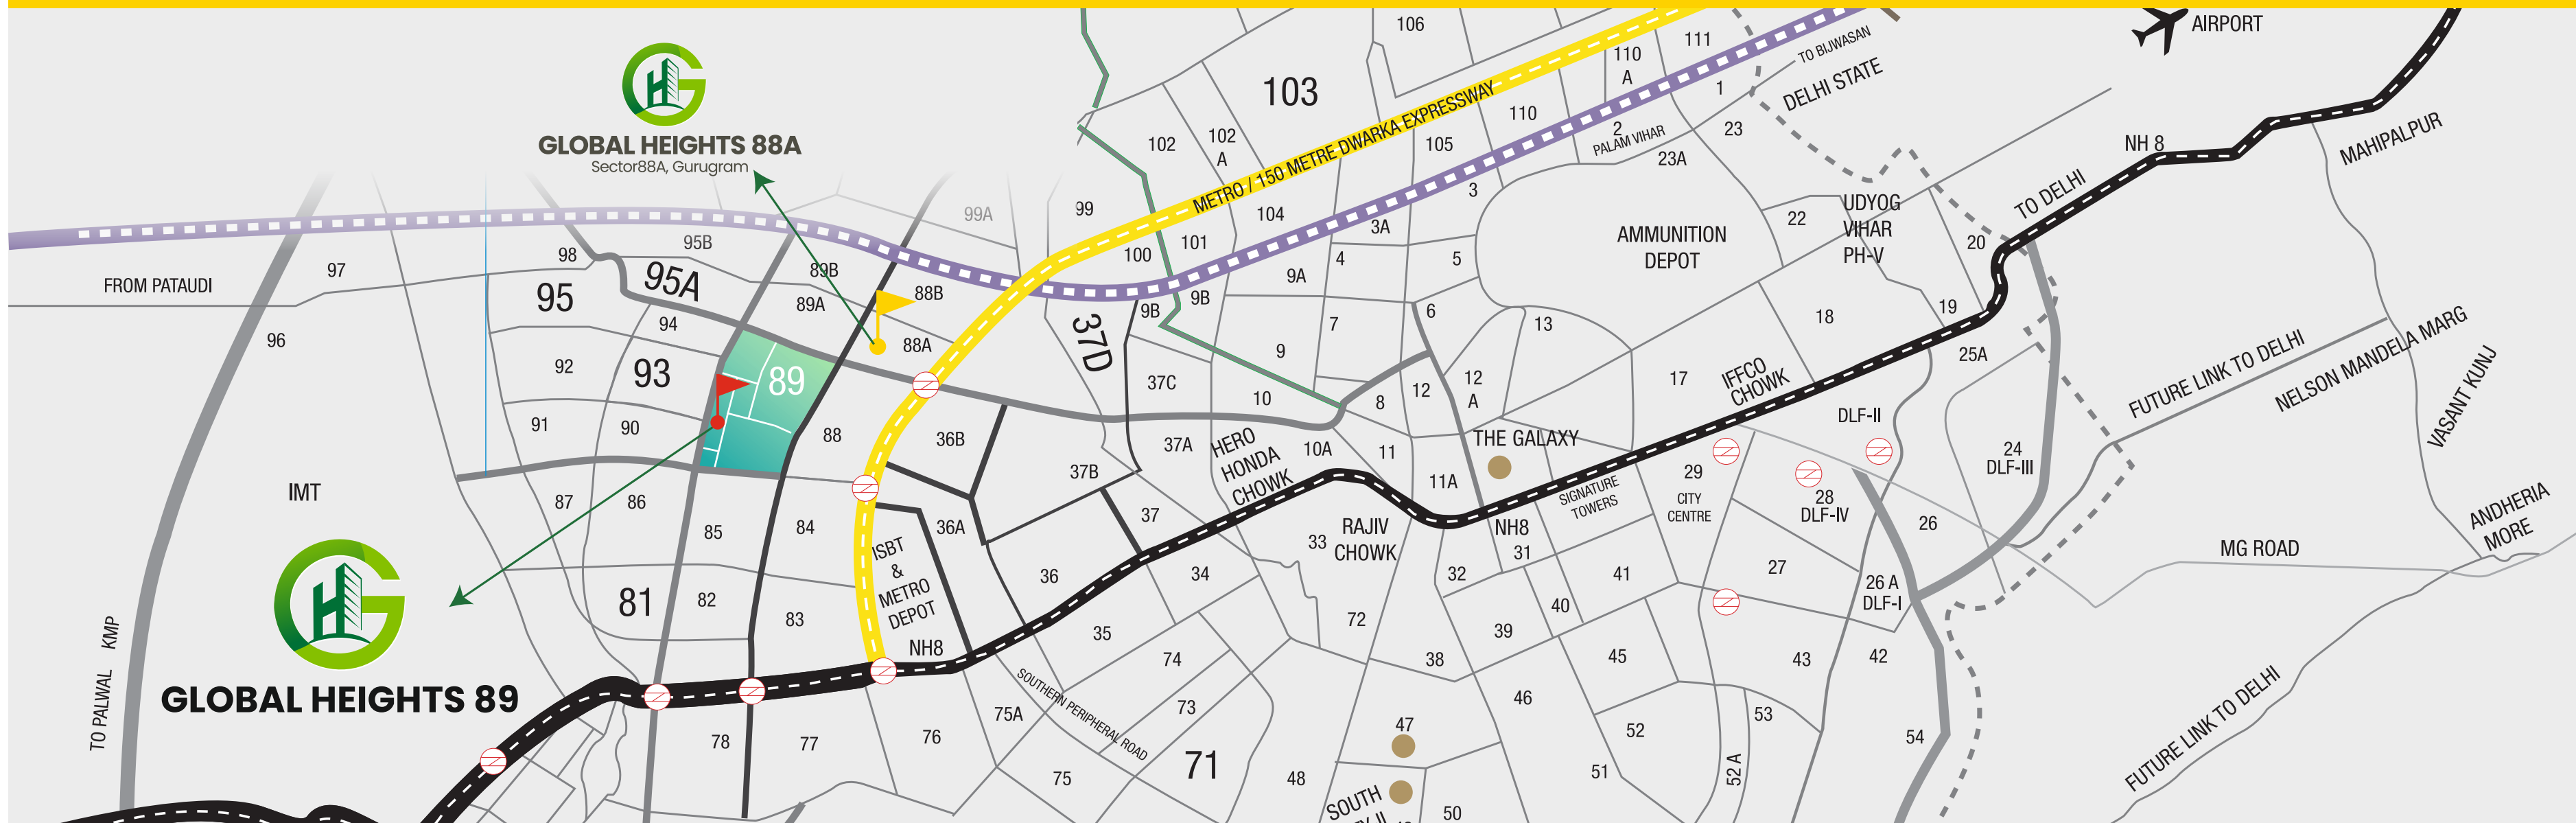 106
111
110
A
TO BIJWASAN
DELHI STATE
AIRPORT
1
103
METRO / 150 METRE DWARKA EXPRESSWAY
110
2
PALAM VIHAR
23
23A
GLOBAL HEIGHTS 88A
Sector88A, Gurugram
102
102
A
105
NH 8
MAHIPALPUR
TO DELHI
3
99A
99
104
3A
22
UDYOG
VIHAR
PH-V
20
AMMUNITION
DEPOT
FROM PATAUDI
97
98
95B
89B
100
101
4
5
95
95A
89A
88B
9A
9B
9B
6
7
13
18
19
96
94
88A
37D
9
25A
FUTURE LINK TO DELHI
NELSON MANDELA MARG
VASANT KUNJ
92
93
89
37C
10
8
12
12
A
17
IFFCO
CHOWK
DLF-II
91
90
88
36B
37A
HERO
HONDA
CHOWK
10A
11
THE GALAXY
24
DLF-III
37B
11A
29
CITY
CENTRE
SIGNATURE
TOWERS
28
DLF-IV
26
IMT
87
86
85
84
36A
37
NH8
31
33
RAJIV
CHOWK
ANDHERIA
MORE
MG ROAD
ISBT
&
METRO
DEPOT
36
34
32
41
27
26 A
DLF-I
81
82
83
35
72
39
40
TO PALWAL
KMP
NH8
74
38
45
43
42
GLOBAL HEIGHTS 89
SOUTHERN PERIPHERAL ROAD
75A
73
46
78
77
76
71
47
52
53
54
FUTURE LINK TO DELHI
75
48
51
52 A
SOUTH
50